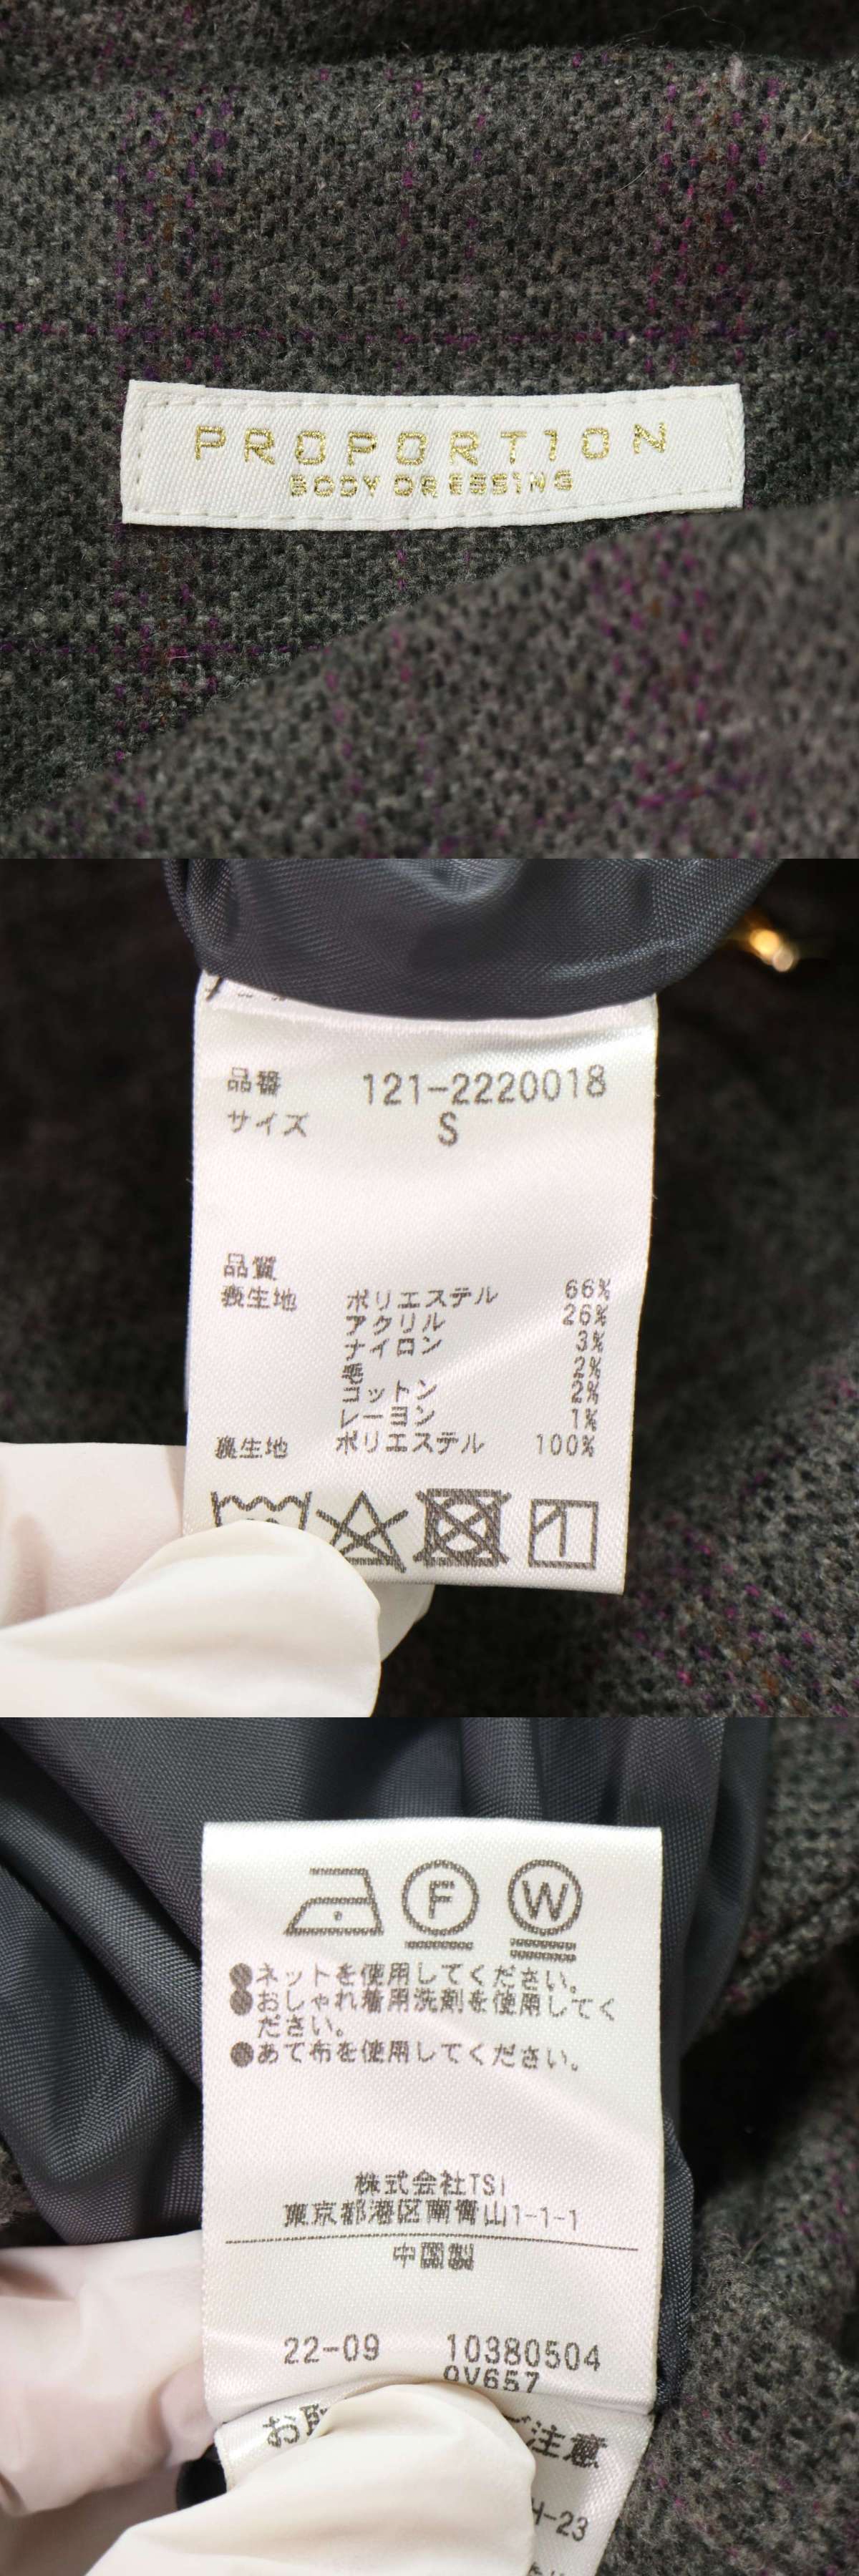 PROPORTION
BODY DRESSING
品番 121-2220018
サイズ S
品質
表生地 ポリエステル 66%
アクリル 26%
ナイロン 3%
毛 2%
コットン 2%
レーヨン 1%
裏生地 ポリエステル 100%
F W
●ネットを使用してください。
●おしゃれ着用洗剤を使用してく
ださい。
●あて布を使用してください。
株式会社TSI
東京都港区南青山1-1-1
中国製
22-09 10380504
9V657
ご注意
H-23